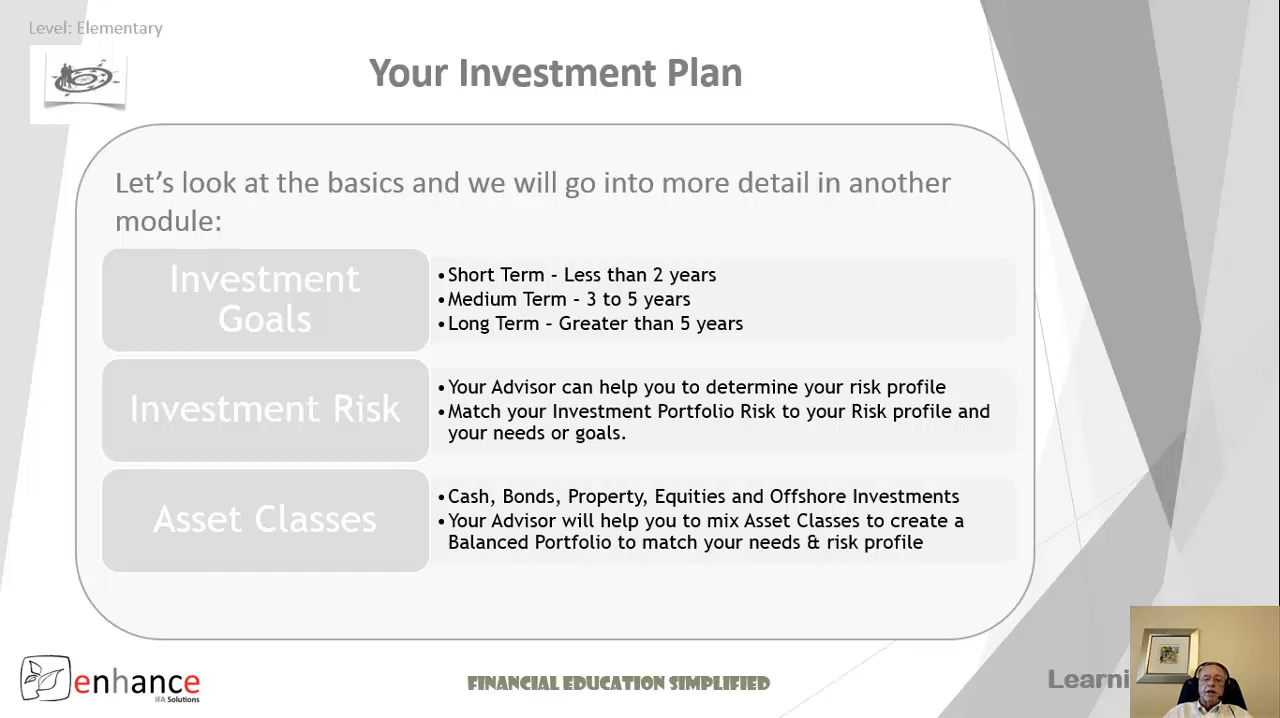 Level: Elementary
Your Investment Plan
Let's look at the basics and we will go into more detail in another
module:
Investment
Goals
•Short Term - Less than 2 years
•Medium Term - 3 to 5 years
•Long Term - Greater than 5 years
Investment Risk
•Your Advisor can help you to determine your risk profile
•Match your Investment Portfolio Risk to your Risk profile and
your needs or goals.
Asset Classes
•Cash, Bonds, Property, Equities and Offshore Investments
•Your Advisor will help you to mix Asset Classes to create a
Balanced Portfolio to match your needs & risk profile
enhance
IFA Solutions
FINANCIAL EDUCATION SIMPLIFIED
Learni